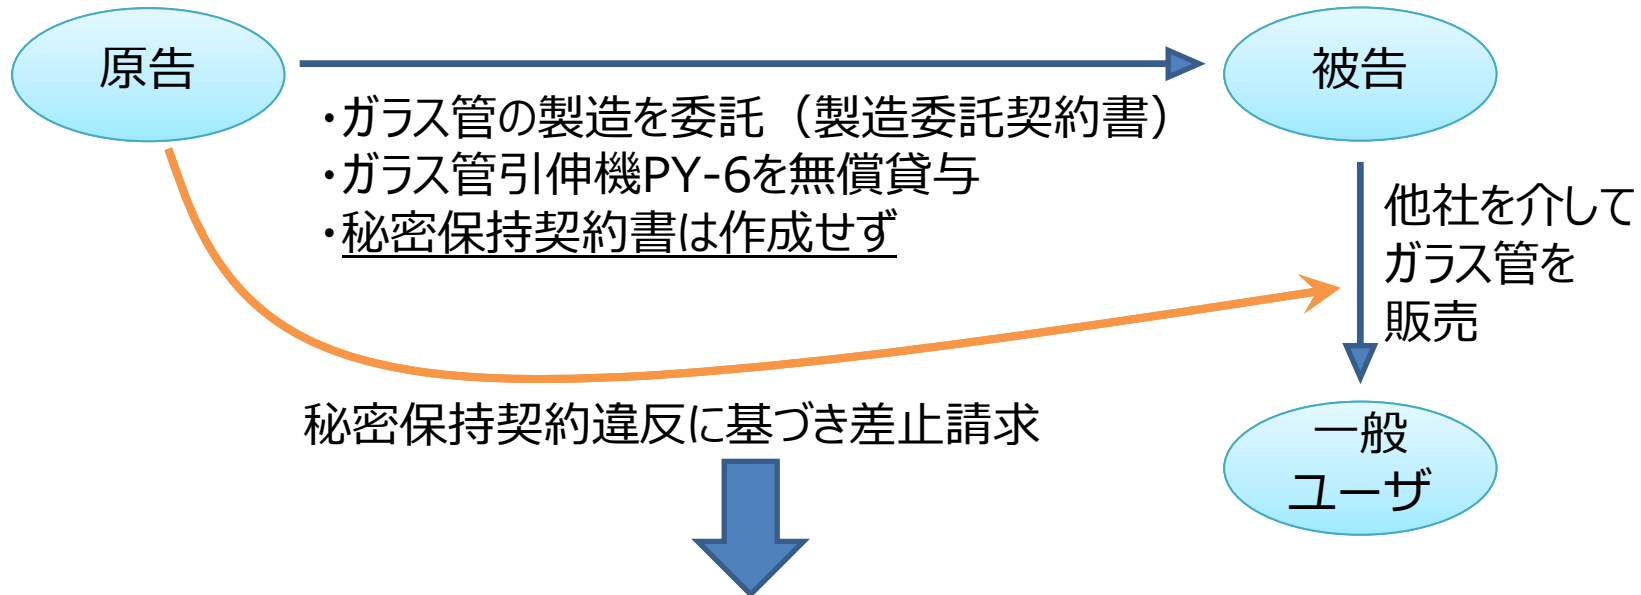 原告
被告
・ガラス管の製造を委託（製造委託契約書）
・ガラス管引伸機PY-6を無償貸与
・秘密保持契約書は作成せず
他社を介して
ガラス管を
販売
秘密保持契約違反に基づき差止請求
一般
ユーザ